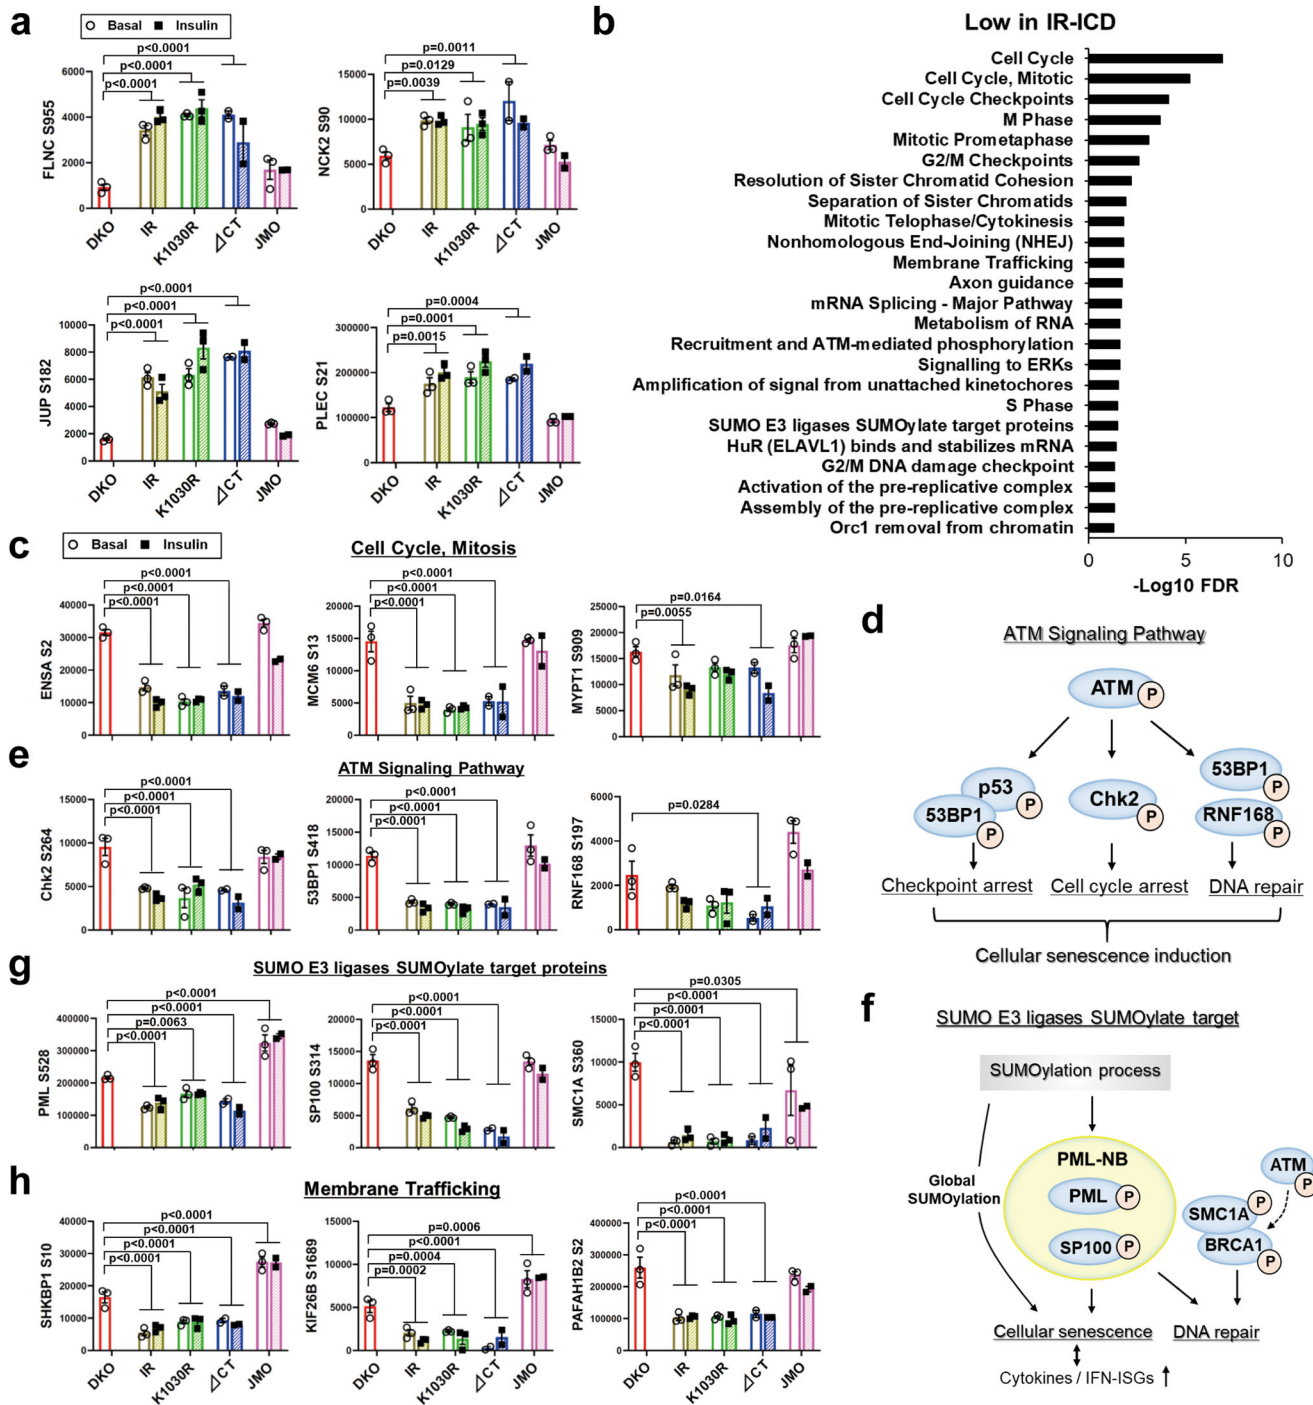 a
Basal Insulin
p<0.0001
p<0.0001
p<0.0001
FLNC S955
6000
4000
2000
0
DKO
IR
K1030R
⊿CT
JMO
p=0.0011
p=0.0129
p=0.0039
NCK2 S90
15000
10000
5000
0
DKO
IR
K1030R
⊿CT
JMO
p<0.0001
p<0.0001
p<0.0001
JUP S182
10000
8000
6000
4000
2000
0
DKO
IR
K1030R
⊿CT
JMO
p=0.0004
p=0.0001
p=0.0015
PLEC S21
300000
200000
100000
0
DKO
IR
K1030R
⊿CT
JMO
b
Low in IR-ICD
Cell Cycle
Cell Cycle, Mitotic
Cell Cycle Checkpoints
M Phase
Mitotic Prometaphase
G2/M Checkpoints
Resolution of Sister Chromatid Cohesion
Separation of Sister Chromatids
Mitotic Telophase/Cytokinesis
Nonhomologous End-Joining (NHEJ)
Membrane Trafficking
Axon guidance
mRNA Splicing - Major Pathway
Metabolism of RNA
Recruitment and ATM-mediated phosphorylation
Signalling to ERKs
Amplification of signal from unattached kinetochores
S Phase
SUMO E3 ligases SUMOylate target proteins
HuR (ELAVL1) binds and stabilizes mRNA
G2/M DNA damage checkpoint
Activation of the pre-replicative complex
Assembly of the pre-replicative complex
Orc1 removal from chromatin
0 5 10
-Log10 FDR
c
Basal Insulin
Cell Cycle, Mitosis
p<0.0001
p<0.0001
p<0.0001
ENSA S2
40000
30000
20000
10000
0
p<0.0001
p<0.0001
p<0.0001
MCM6 S13
20000
15000
10000
5000
0
p=0.0164
p=0.0055
MYPT1 S909
25000
20000
15000
10000
5000
0
d
ATM Signaling Pathway
ATM P
p53 P
53BP1 P
Chk2 P
53BP1 P
RNF168 P
Checkpoint arrest
Cell cycle arrest
DNA repair
Cellular senescence induction
e
ATM Signaling Pathway
p<0.0001
p<0.0001
p<0.0001
Chk2 S264
15000
10000
5000
0
p<0.0001
p<0.0001
p<0.0001
53BP1 S418
20000
15000
10000
5000
0
p=0.0284
RNF168 S197
6000
4000
2000
0
g
SUMO E3 ligases SUMOylate target proteins
p<0.0001
p<0.0001
p=0.0063
p<0.0001
PML S528
400000
300000
200000
100000
0
p<0.0001
p<0.0001
p<0.0001
SP100 S314
20000
15000
10000
5000
0
p=0.0305
p<0.0001
p<0.0001
p<0.0001
SMC1A S360
15000
10000
5000
0
f
SUMO E3 ligases SUMOylate target
SUMOylation process
Global
SUMOylation
PML-NB
PML P
SP100 P
ATM P
SMC1A P
BRCA1 P
Cellular senescence
DNA repair
Cytokines / IFN-ISGs
h
Membrane Trafficking
p<0.0001
p<0.0001
p<0.0001
p<0.0001
SHKBP1 S10
40000
30000
20000
10000
0
DKO
IR
K1030R
⊿CT
JMO
p=0.0006
p<0.0001
p=0.0004
p=0.0002
KIF26B S1689
15000
10000
5000
0
DKO
IR
K1030R
⊿CT
JMO
p<0.0001
p<0.0001
p<0.0001
PAFAH1B2 S2
400000
300000
200000
100000
0
DKO
IR
K1030R
⊿CT
JMO